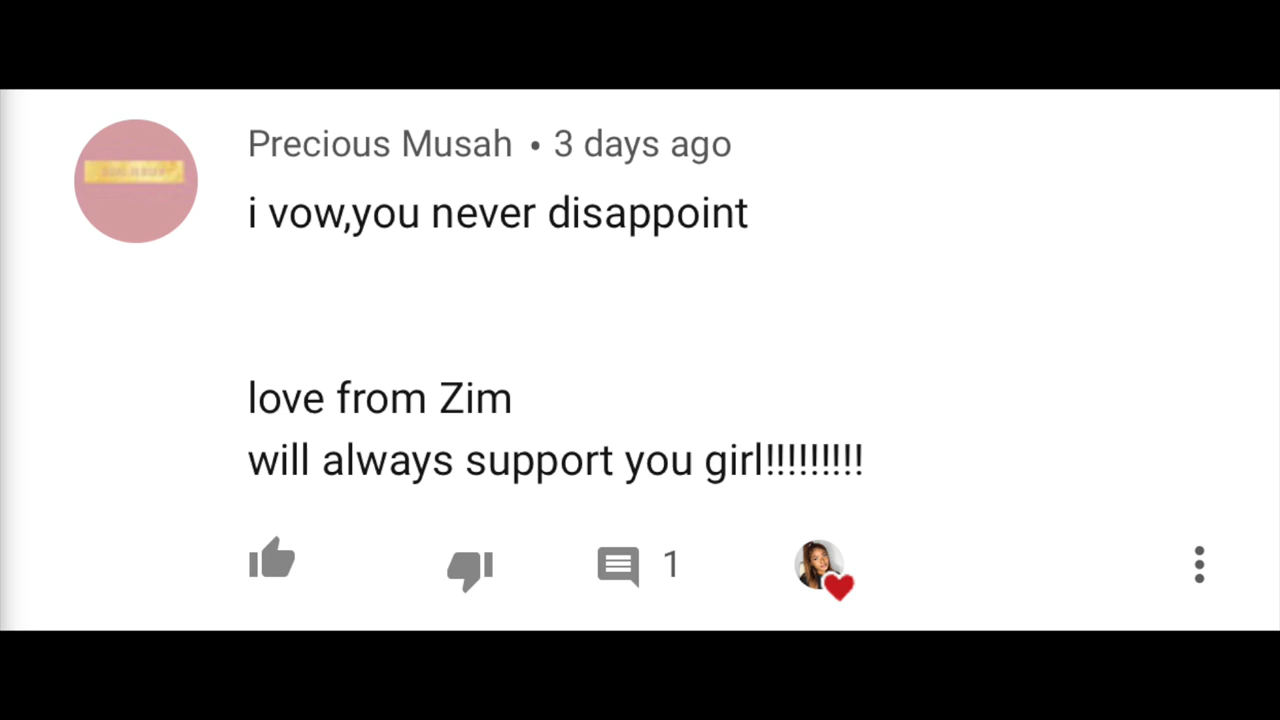 Precious Musah • 3 days ago
i vow,you never disappoint
love from Zim
will always support you girl!!!!!!!!!
1